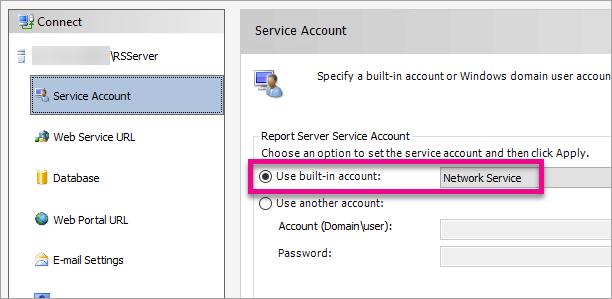 Connect
\RSServer
Service Account
Web Service URL
Database
Web Portal URL
E-mail Settings
Service Account
Specify a built-in account or Windows domain user accoun
Report Server Service Account
Choose an option to set the service account and then click Apply.
Use built-in account:
Network Service
Use another account:
Account (Domain\user):
Password: